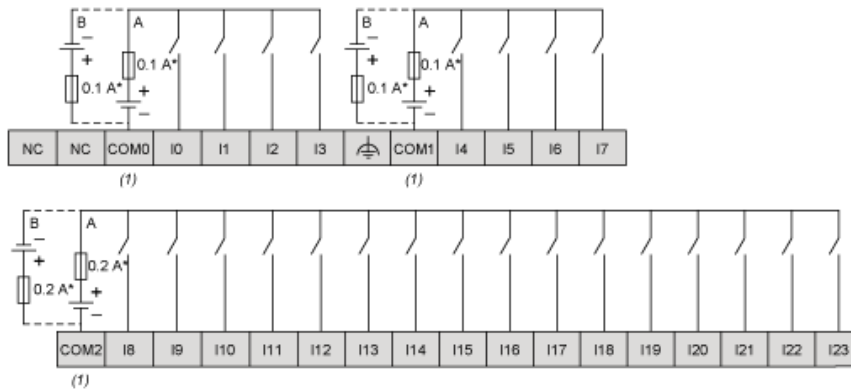 B A B A
− −
+ 0.1 A* + 0.1 A*
0.1 A* + 0.1 A* +
− −
NC NC COM0 I0 I1 I2 I3 COM1 I4 I5 I6 I7
(1) (1)
B A
−
+ 0.2 A*
0.2 A* +
−
COM2 I8 I9 I10 I11 I12 I13 I14 I15 I16 I17 I18 I19 I20 I21 I22 I23
(1)